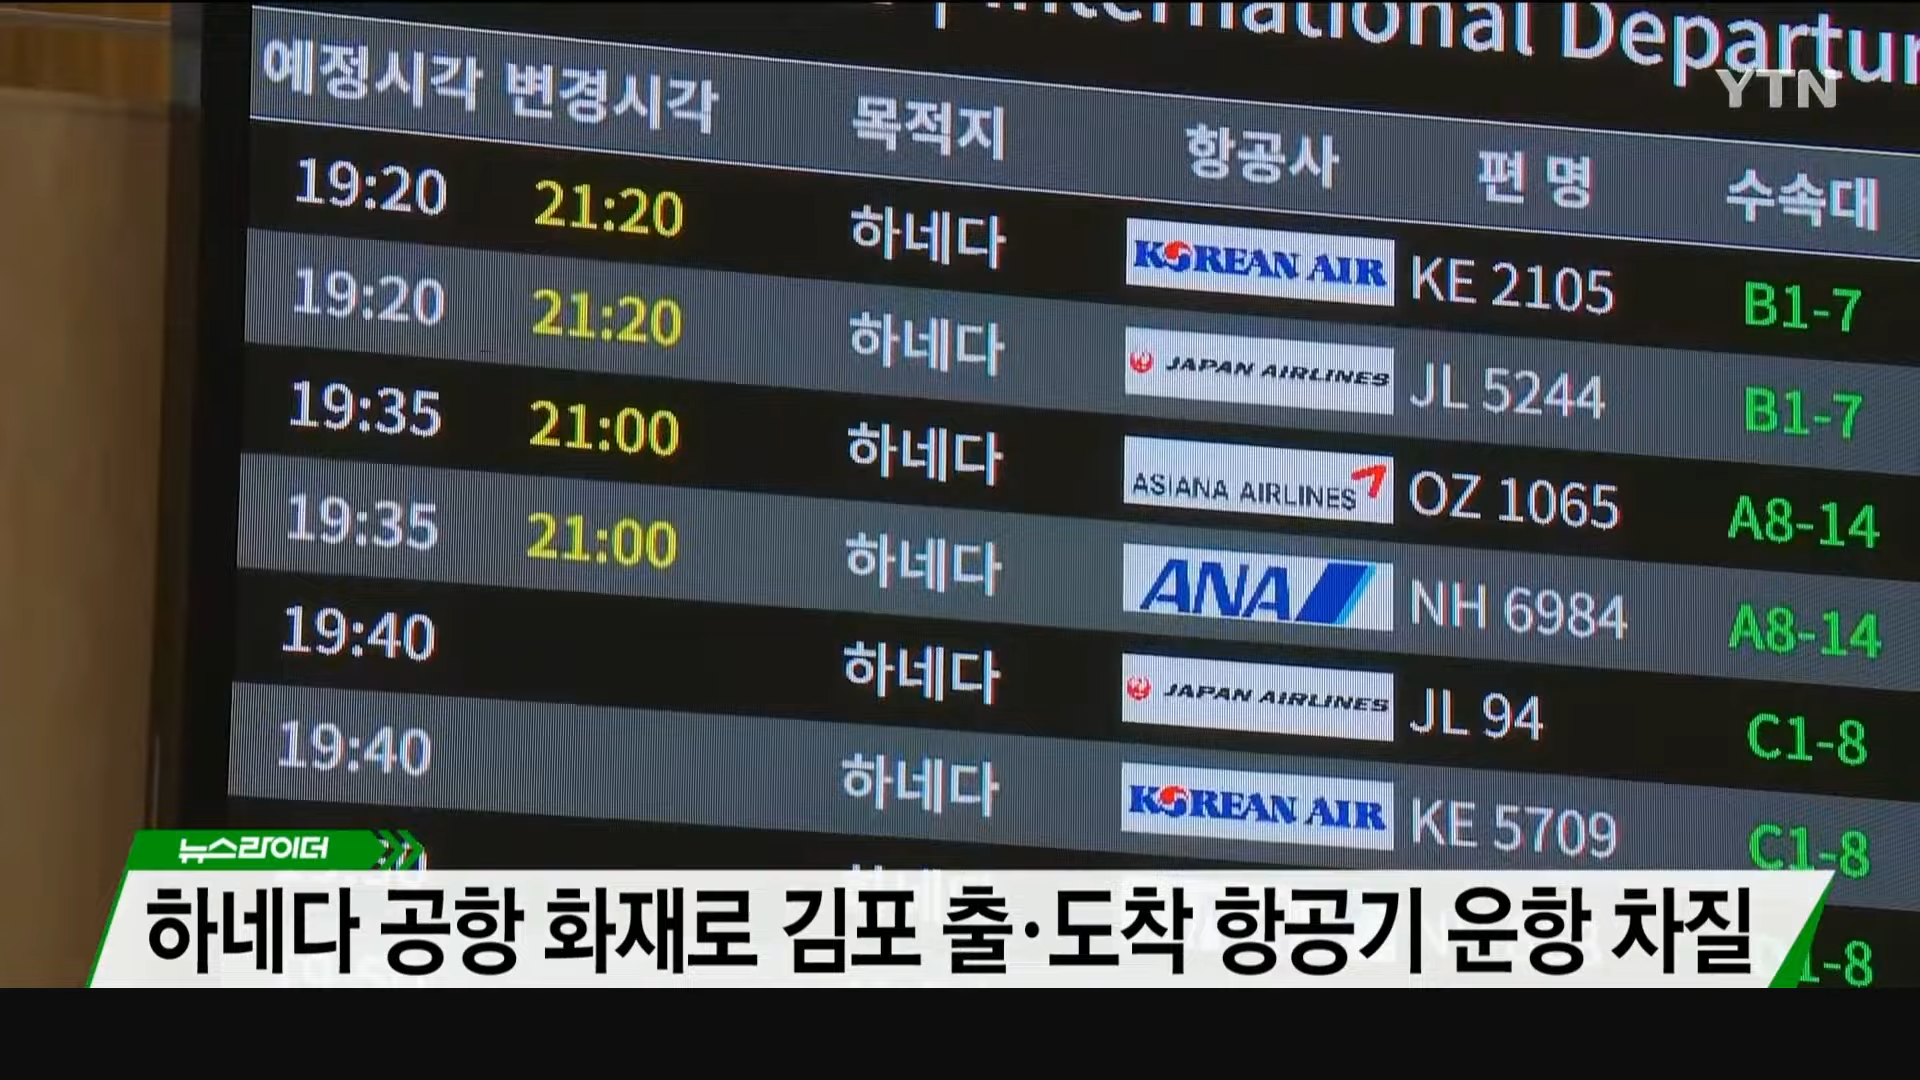 International Departur
YTN
예정시각 변경시각 목적지 항공사 편 명 수속대
19:20 21:20 하네다 KOREAN AIR KE 2105 B1-7
19:20 21:20 하네다 JAPAN AIRLINES JL 5244 B1-7
19:35 21:00 하네다 ASIANA AIRLINES OZ 1065 A8-14
19:35 21:00 하네다 ANA NH 6984 A8-14
19:40 하네다 JAPAN AIRLINES JL 94 C1-8
19:40 하네다 KOREAN AIR KE 5709 C1-8
뉴스라이더
하네다 공항 화재로 김포 출·도착 항공기 운항 차질
1-8